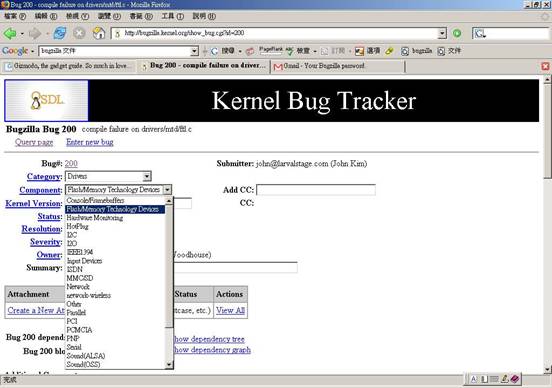 Bug 200 - compile failure on drivers/mtd/ftl.c - Mozilla Firefox
檔案(F) 編輯(E) 檢視(V) 瀏覽(G) 書籤(B) 工具(T) 說明(H)
http://bugzilla.kernel.org/show_bug.cgi?id=200
Google bugzilla 文件 搜尋 PageRank 檢查 訂閱 選項 bugzilla 文件
Gizmodo, the gadget guide. So much in love... Bug 200 - compile failure on driver... Gmail - Your Bugzilla password.
OSDL
Kernel Bug Tracker
Bugzilla Bug 200 compile failure on drivers/mtd/ftl.c
Query page Enter new bug
Bug#: 200 Submitter: john@larvalstage.com (John Kim)
Category: Drivers
Component: Flash/Memory Technology Devices Add CC:
Console/Framebuffers
Kernel Version: Flash/Memory Technology Devices CC:
Status: Hardware Monitoring
HotPlug
Resolution: I2C
I2O
Severity: IEEE1394
Owner: Input Devices Woodhouse)
ISDN
Summary: MMC/SD
Network
Attachment network-wireless Status Actions
Other
Create a New Att Parallel tcase, etc.) View All
PCI
PCMCIA
Bug 200 depend PNP how dependency tree
Serial
Bug 200 blo Sound(ALSA) how dependency graph
Sound(OSS)
完成